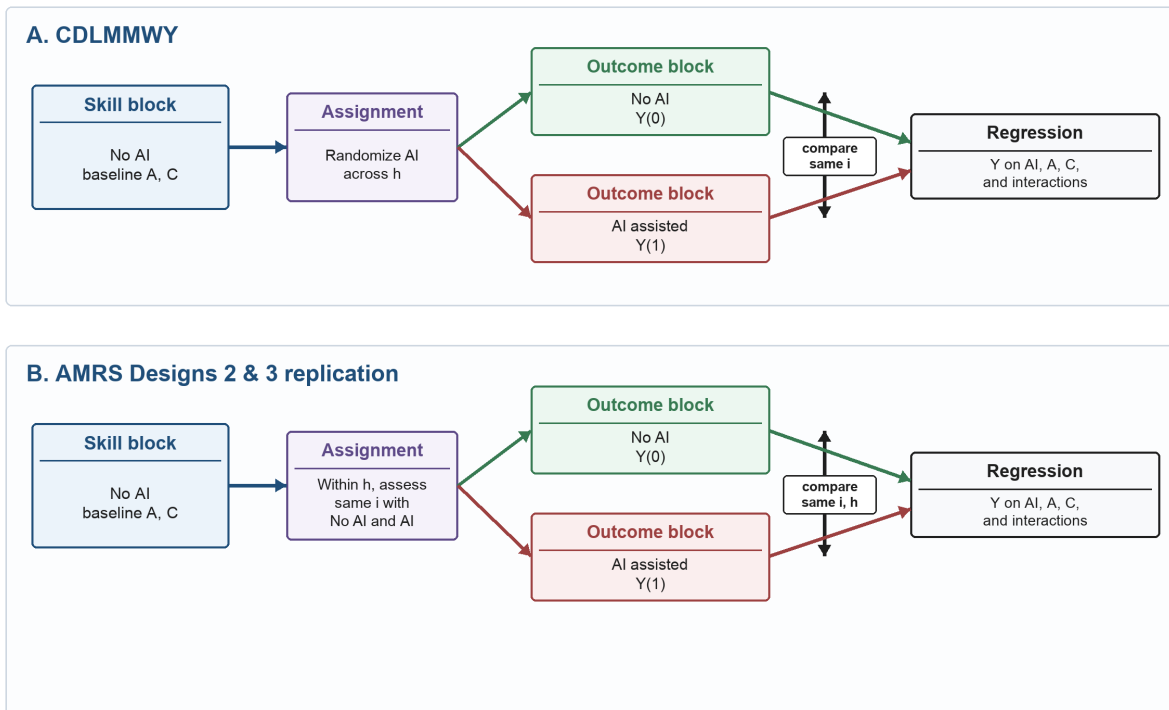 A. CDLMMWY
Skill block
No AI
baseline A, C
Assignment
Randomize AI
across h
Outcome block
No AI
Y(0)
Outcome block
AI assisted
Y(1)
compare
same i
Regression
Y on AI, A, C,
and interactions
B. AMRS Designs 2 & 3 replication
Skill block
No AI
baseline A, C
Assignment
Within h, assess
same i with
No AI and AI
Outcome block
No AI
Y(0)
Outcome block
AI assisted
Y(1)
compare
same i, h
Regression
Y on AI, A, C,
and interactions